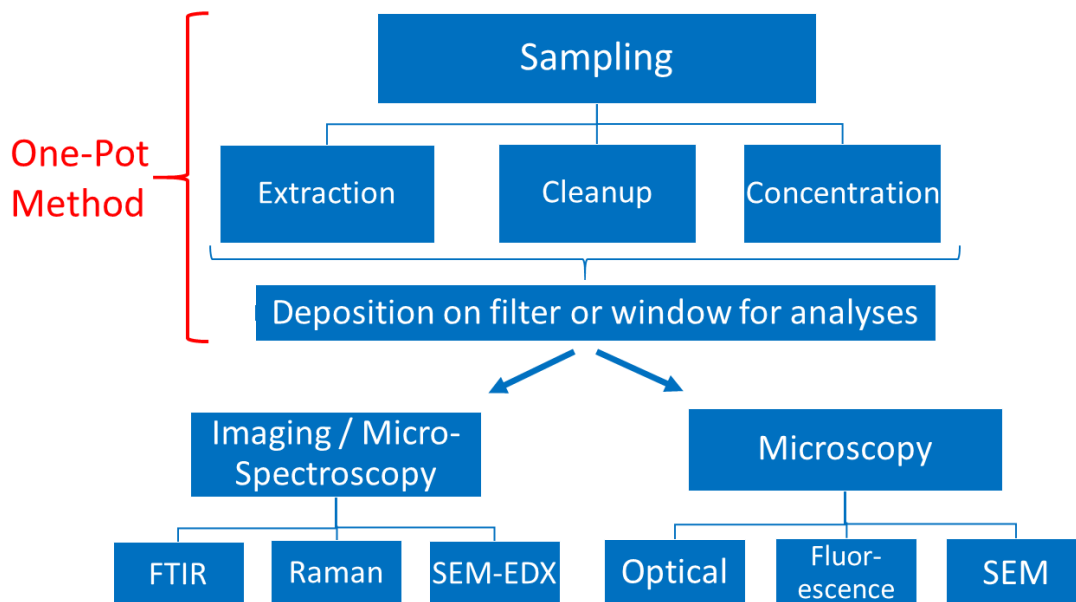 Sampling
One-Pot
Method
Extraction
Cleanup
Concentration
Deposition on filter or window for analyses
Imaging / Micro-
Spectroscopy
Microscopy
FTIR
Raman
SEM-EDX
Optical
Fluor-
escence
SEM